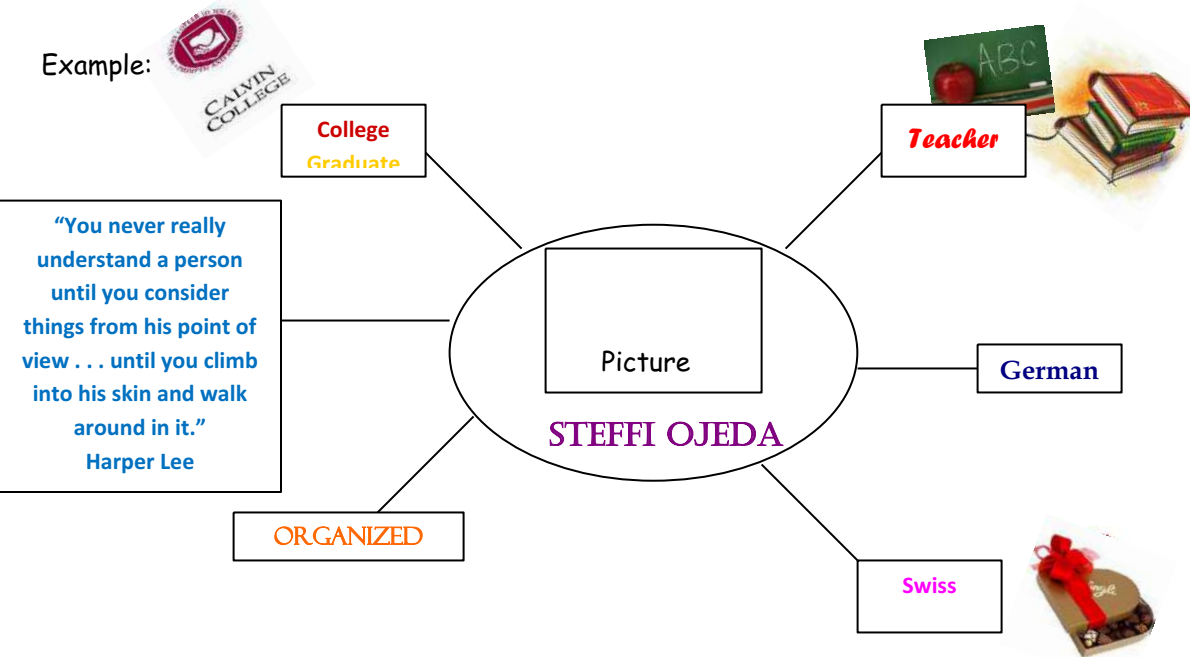 Example:
CALVIN
COLLEGE
College
Graduate
ABC
Teacher
“You never really
understand a person
until you consider
things from his point of
view . . . until you climb
into his skin and walk
around in it.”
Harper Lee
Picture
STEFFI OJEDA
German
ORGANIZED
Swiss